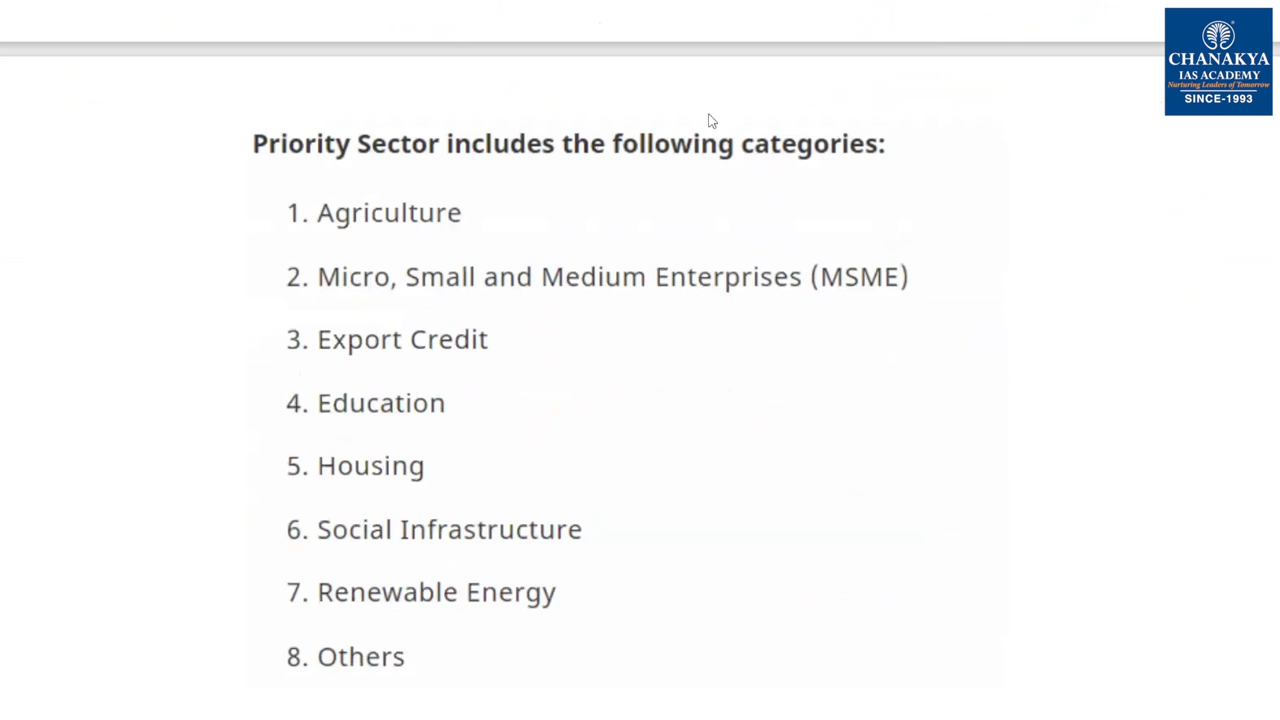 CHANAKYA
IAS ACADEMY
Nurturing Leaders of Tomorrow
SINCE-1993
Priority Sector includes the following categories:
1. Agriculture
2. Micro, Small and Medium Enterprises (MSME)
3. Export Credit
4. Education
5. Housing
6. Social Infrastructure
7. Renewable Energy
8. Others